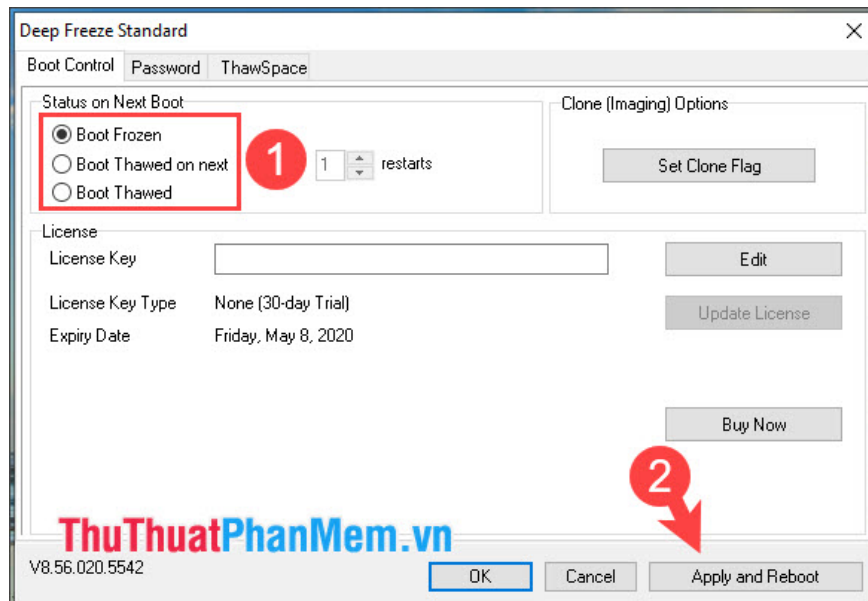 Deep Freeze Standard
Boot Control Password ThawSpace
Status on Next Boot
Boot Frozen
Boot Thawed on next 1 restarts
Boot Thawed
1
Clone (Imaging) Options
Set Clone Flag
License
License Key
Edit
License Key Type None (30-day Trial)
Update License
Expiry Date Friday, May 8, 2020
Buy Now
2
ThuThuatPhanMem.vn
V8.56.020.5542
OK Cancel Apply and Reboot